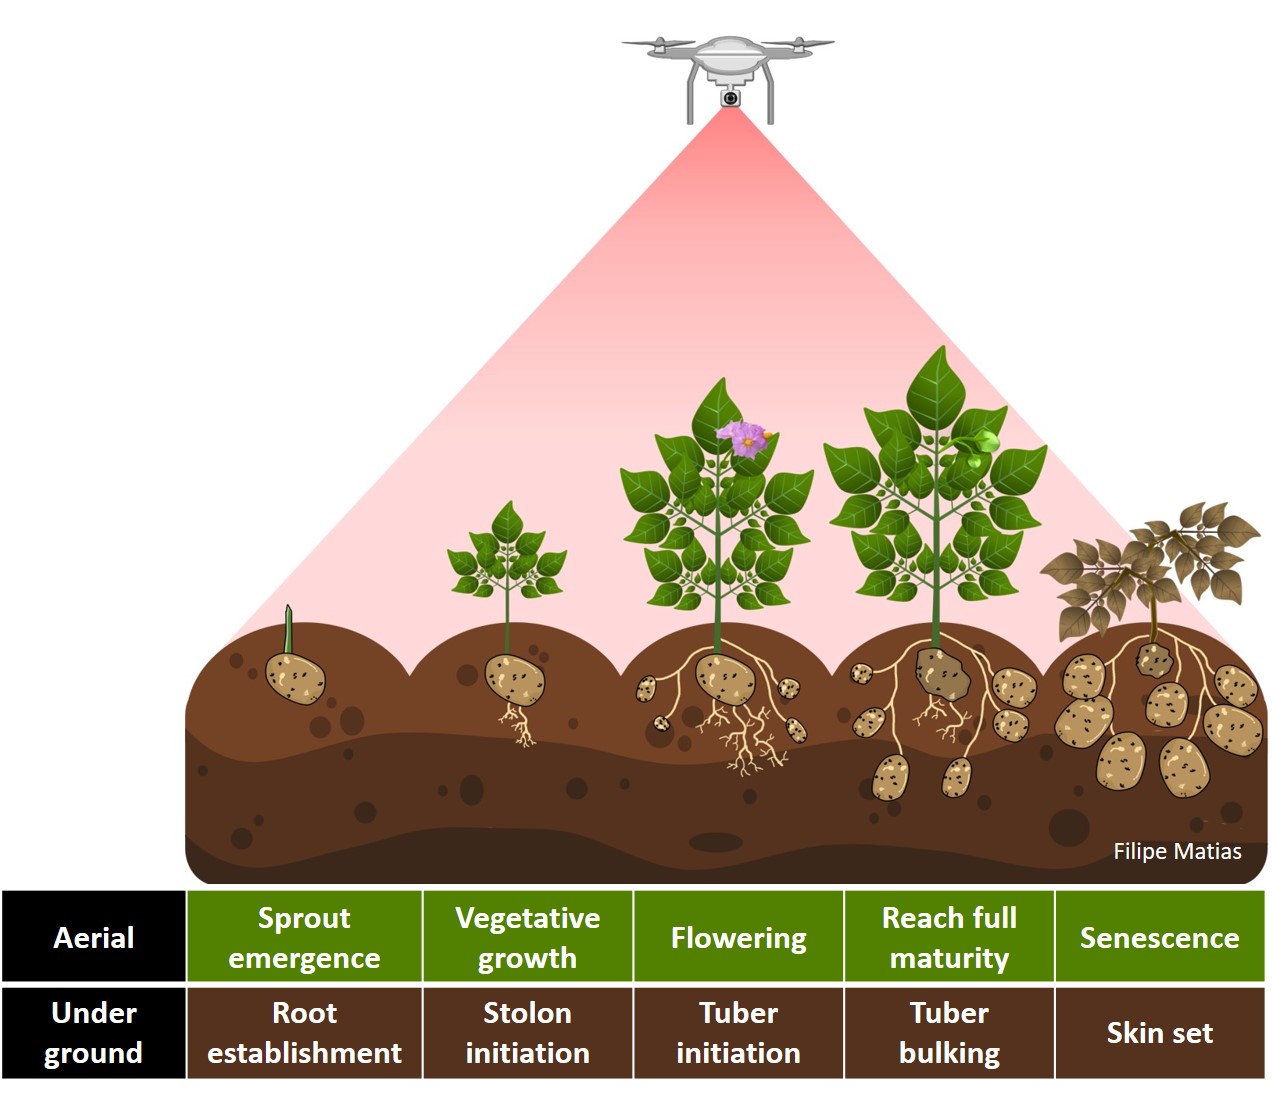 Filipe Matias
Aerial
Sprout
emergence
Vegetative
growth
Flowering
Reach full
maturity
Senescence
Under
ground
Root
establishment
Stolon
initiation
Tuber
initiation
Tuber
bulking
Skin set